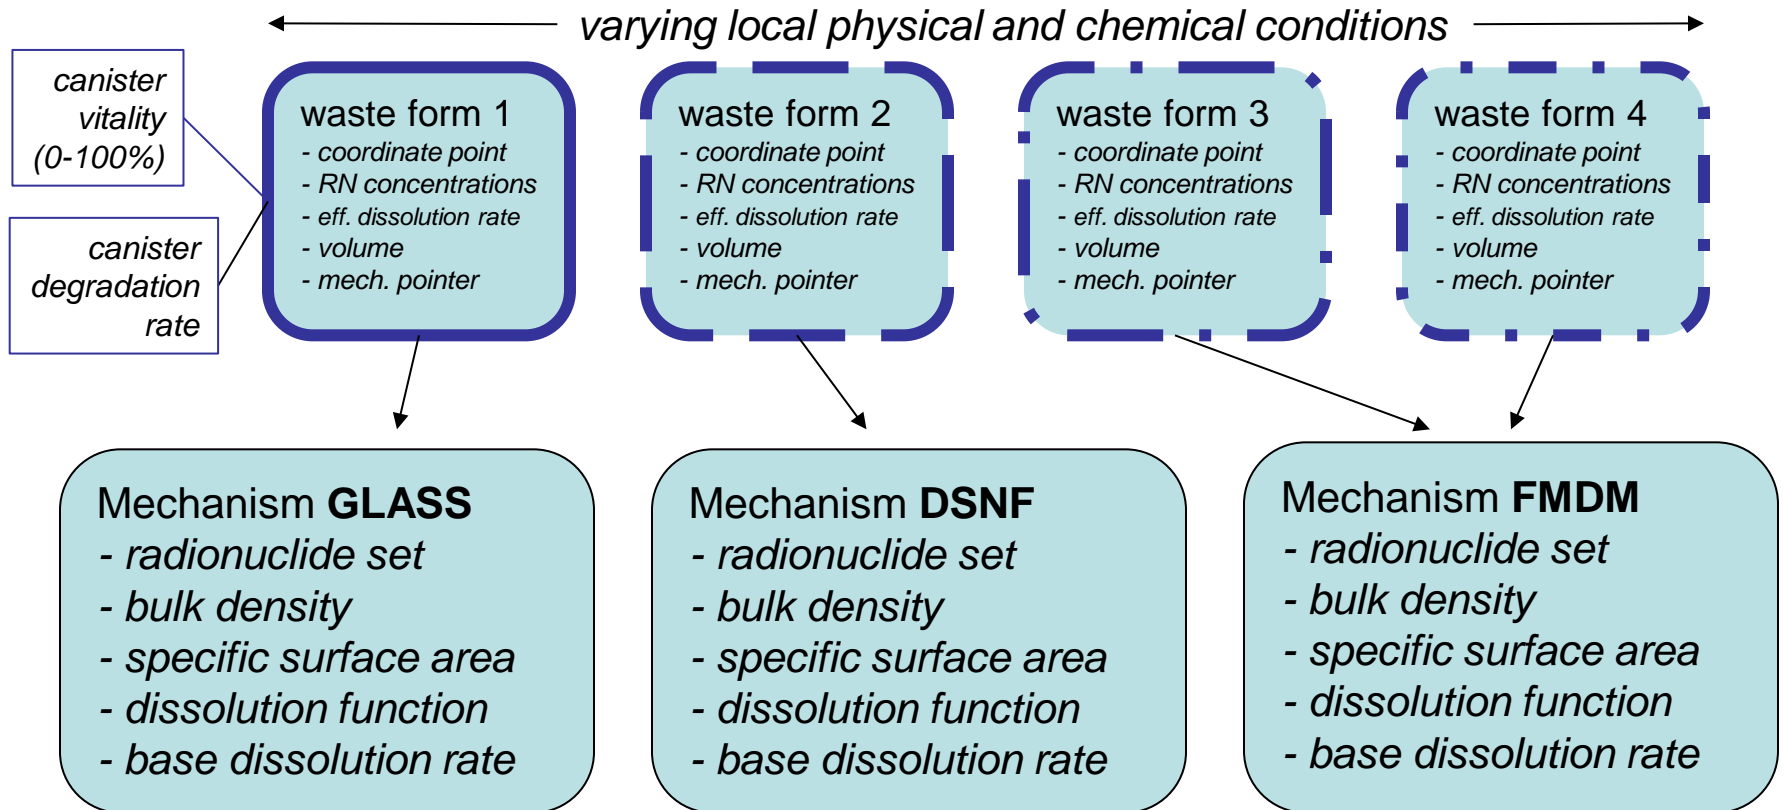 varying local physical and chemical conditions
canister
vitality
(0-100%)
canister
degradation
rate
waste form 1
- coordinate point
- RN concentrations
- eff. dissolution rate
- volume
- mech. pointer
waste form 2
- coordinate point
- RN concentrations
- eff. dissolution rate
- volume
- mech. pointer
waste form 3
- coordinate point
- RN concentrations
- eff. dissolution rate
- volume
- mech. pointer
waste form 4
- coordinate point
- RN concentrations
- eff. dissolution rate
- volume
- mech. pointer
Mechanism GLASS
- radionuclide set
- bulk density
- specific surface area
- dissolution function
- base dissolution rate
Mechanism DSNF
- radionuclide set
- bulk density
- specific surface area
- dissolution function
- base dissolution rate
Mechanism FMDM
- radionuclide set
- bulk density
- specific surface area
- dissolution function
- base dissolution rate